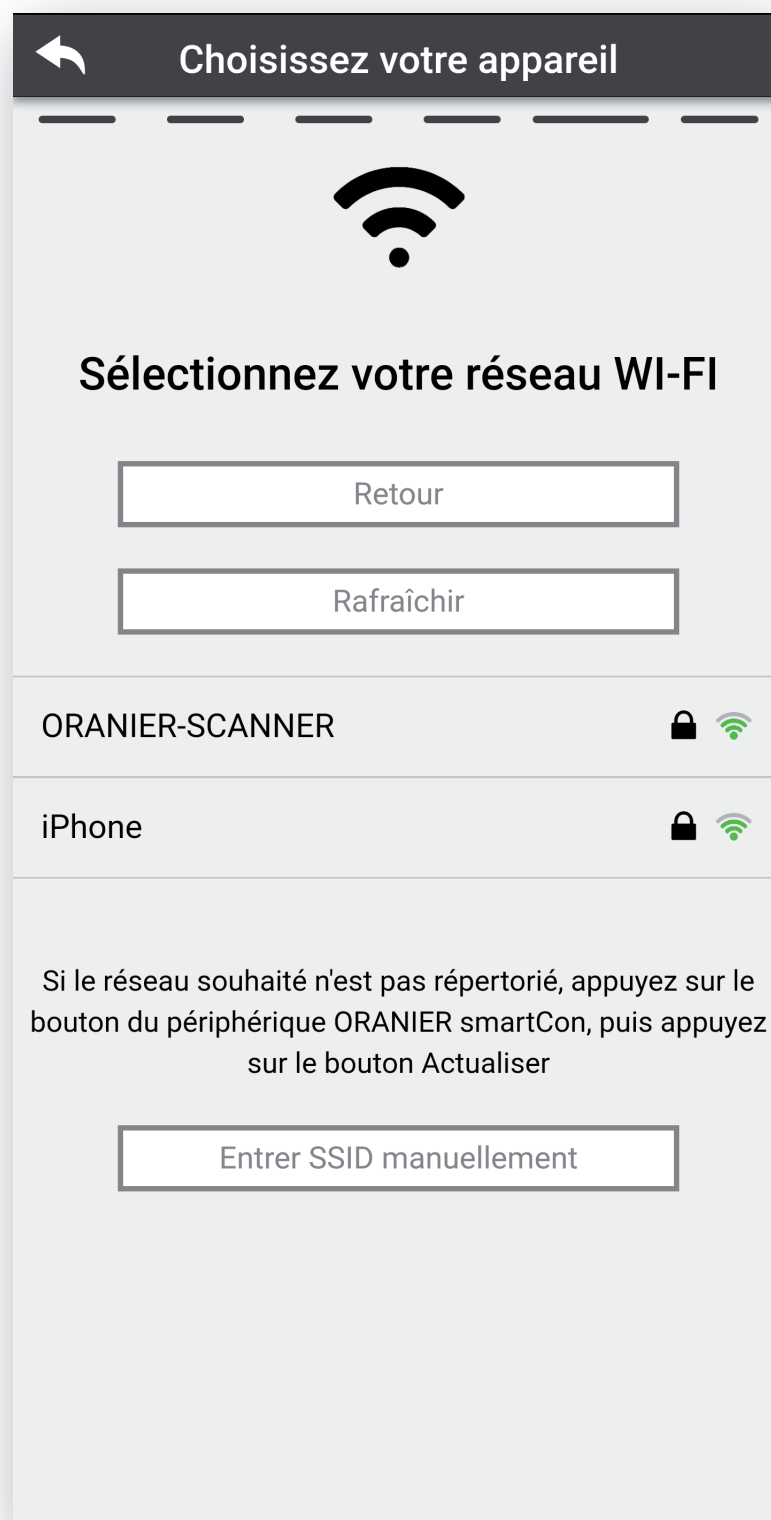 Choisissez votre appareil
Sélectionnez votre réseau WI-FI
Retour
Rafraîchir
ORANIER-SCANNER
iPhone
Si le réseau souhaité n'est pas répertorié, appuyez sur le
bouton du périphérique ORANIER smartCon, puis appuyez
sur le bouton Actualiser
Entrer SSID manuellement